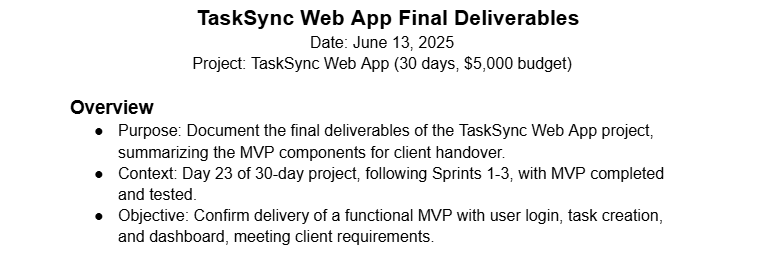 TaskSync Web App Final Deliverables
Date: June 13, 2025
Project: TaskSync Web App (30 days, $5,000 budget)
Overview
● Purpose: Document the final deliverables of the TaskSync Web App project,
summarizing the MVP components for client handover.
● Context: Day 23 of 30-day project, following Sprints 1-3, with MVP completed
and tested.
● Objective: Confirm delivery of a functional MVP with user login, task creation,
and dashboard, meeting client requirements.